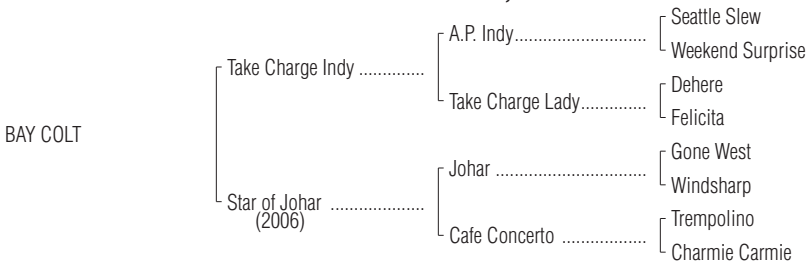 Seattle Slew
A.P. Indy............................
Weekend Surprise
Take Charge Indy ..............
Dehere
Take Charge Lady..............
Felicita
BAY COLT
Gone West
Johar ................................
Windsharp
Star of Johar ....................
(2006)
Trempolino
Cafe Concerto ..................
Charmie Carmie